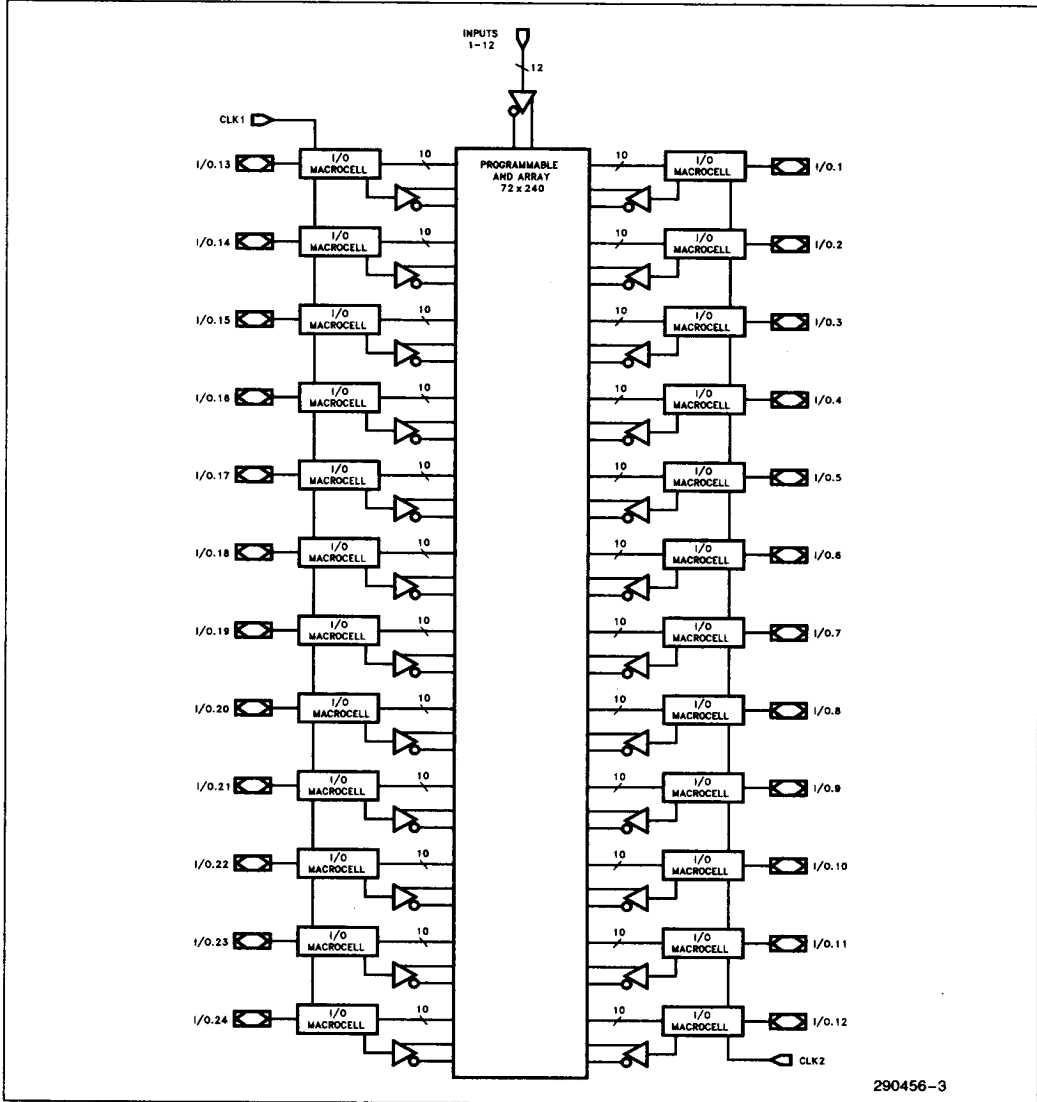 INPUTS
1-12
12
CLK1
PROGRAMMABLE
AND ARRAY
72 x 240
I/O.13
I/O
MACROCELL
10
10
I/O
MACROCELL
I/O.1
I/O.14
I/O
MACROCELL
10
10
I/O
MACROCELL
I/O.2
I/O.15
I/O
MACROCELL
10
10
I/O
MACROCELL
I/O.3
I/O.16
I/O
MACROCELL
10
10
I/O
MACROCELL
I/O.4
I/O.17
I/O
MACROCELL
10
10
I/O
MACROCELL
I/O.5
I/O.18
I/O
MACROCELL
10
10
I/O
MACROCELL
I/O.6
I/O.19
I/O
MACROCELL
10
10
I/O
MACROCELL
I/O.7
I/O.20
I/O
MACROCELL
10
10
I/O
MACROCELL
I/O.8
I/O.21
I/O
MACROCELL
10
10
I/O
MACROCELL
I/O.9
I/O.22
I/O
MACROCELL
10
10
I/O
MACROCELL
I/O.10
I/O.23
I/O
MACROCELL
10
10
I/O
MACROCELL
I/O.11
I/O.24
I/O
MACROCELL
10
10
I/O
MACROCELL
I/O.12
CLK2
290456-3